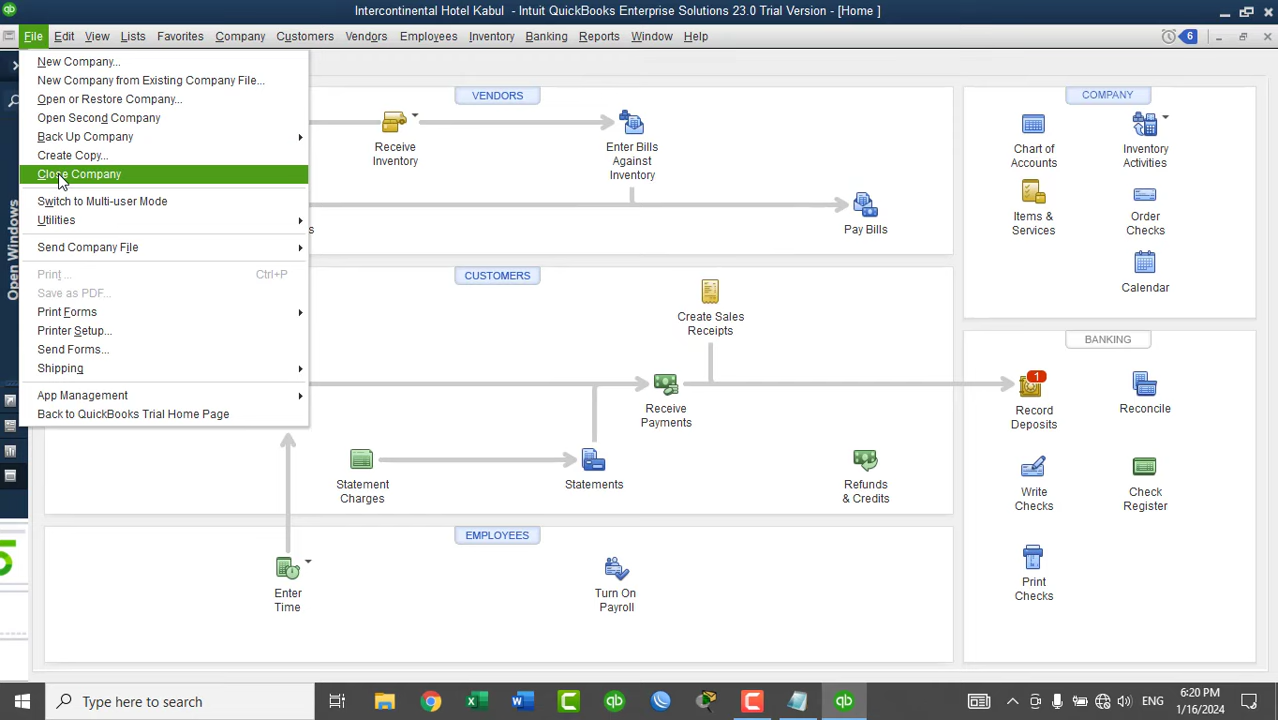 Intercontinental Hotel Kabul - Intuit QuickBooks Enterprise Solutions 23.0 Trial Version - [Home ]
File Edit View Lists Favorites Company Customers Vendors Employees Inventory Banking Reports Window Help 6
New Company...
New Company from Existing Company File...
Open or Restore Company...
Open Second Company
Back Up Company
Create Copy...
Close Company
Switch to Multi-user Mode
Utilities
Send Company File
Print ... Ctrl+P
Save as PDF...
Print Forms
Printer Setup...
Send Forms...
Shipping
App Management
Back to QuickBooks Trial Home Page
Open Windows
VENDORS
Receive
Inventory
Enter Bills
Against
Inventory
Pay Bills
CUSTOMERS
Create Sales
Receipts
Receive
Payments
Statement
Charges
Statements
Refunds
& Credits
EMPLOYEES
Enter
Time
Turn On
Payroll
COMPANY
Chart of
Accounts
Inventory
Activities
Items &
Services
Order
Checks
Calendar
BANKING
1
Record
Deposits
Reconcile
Write
Checks
Check
Register
Print
Checks
Type here to search
ENG
6:20 PM
1/16/2024